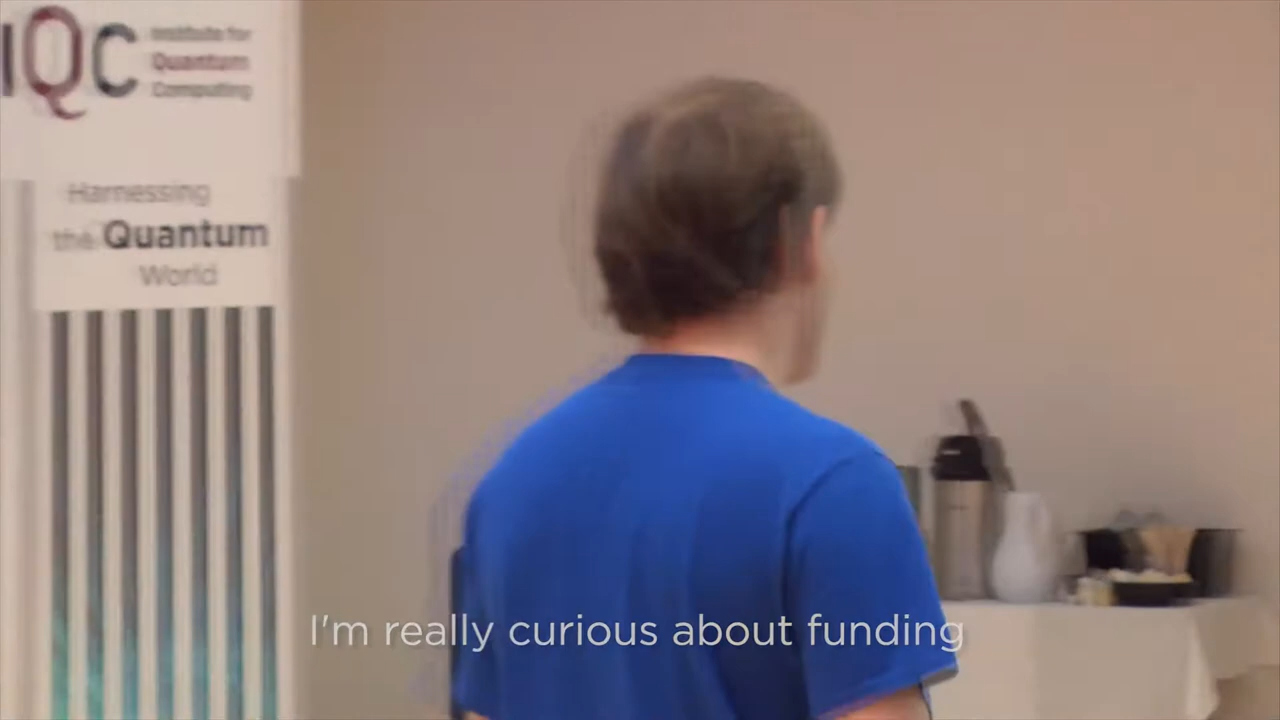 IQC
Institute for
Quantum
Computing
Harnessing
the Quantum
World
I'm really curious about funding